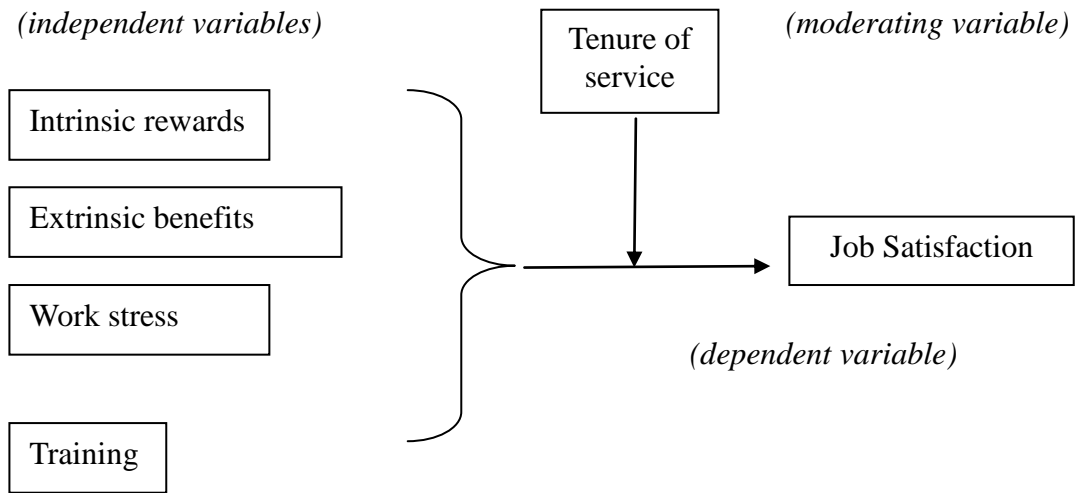 (independent variables)
Tenure of
service
(moderating variable)
Intrinsic rewards
Extrinsic benefits
Work stress
Training
Job Satisfaction
(dependent variable)